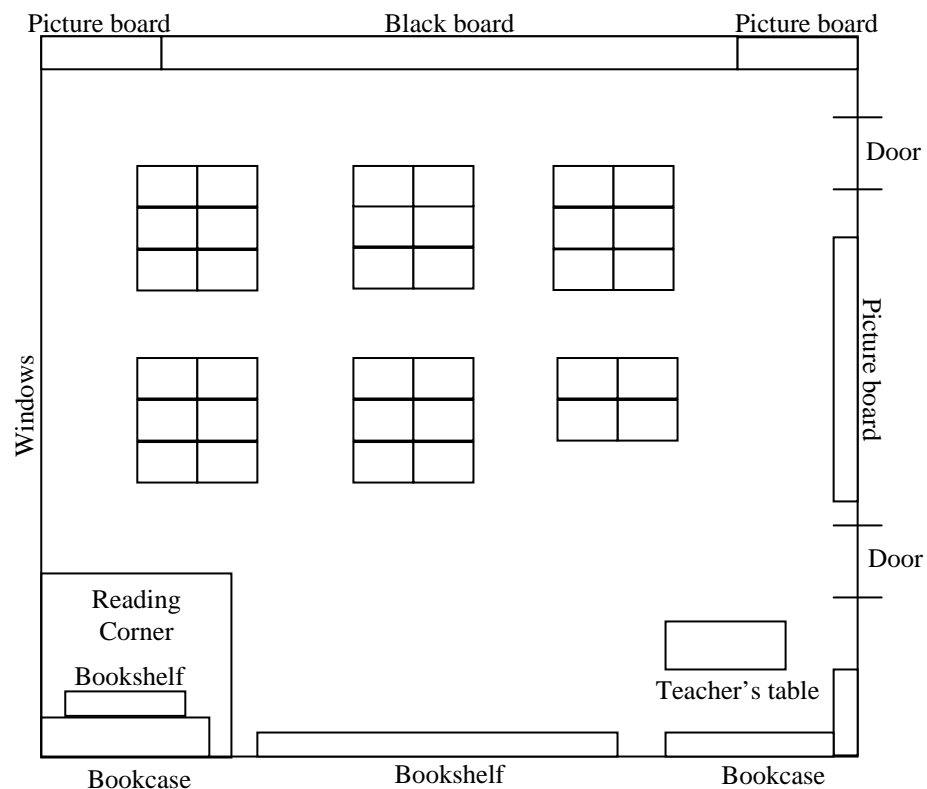 Picture board
Black board
Picture board
Door
Picture board
Windows
Door
Reading
Corner
Bookshelf
Teacher’s table
Bookcase
Bookshelf
Bookcase